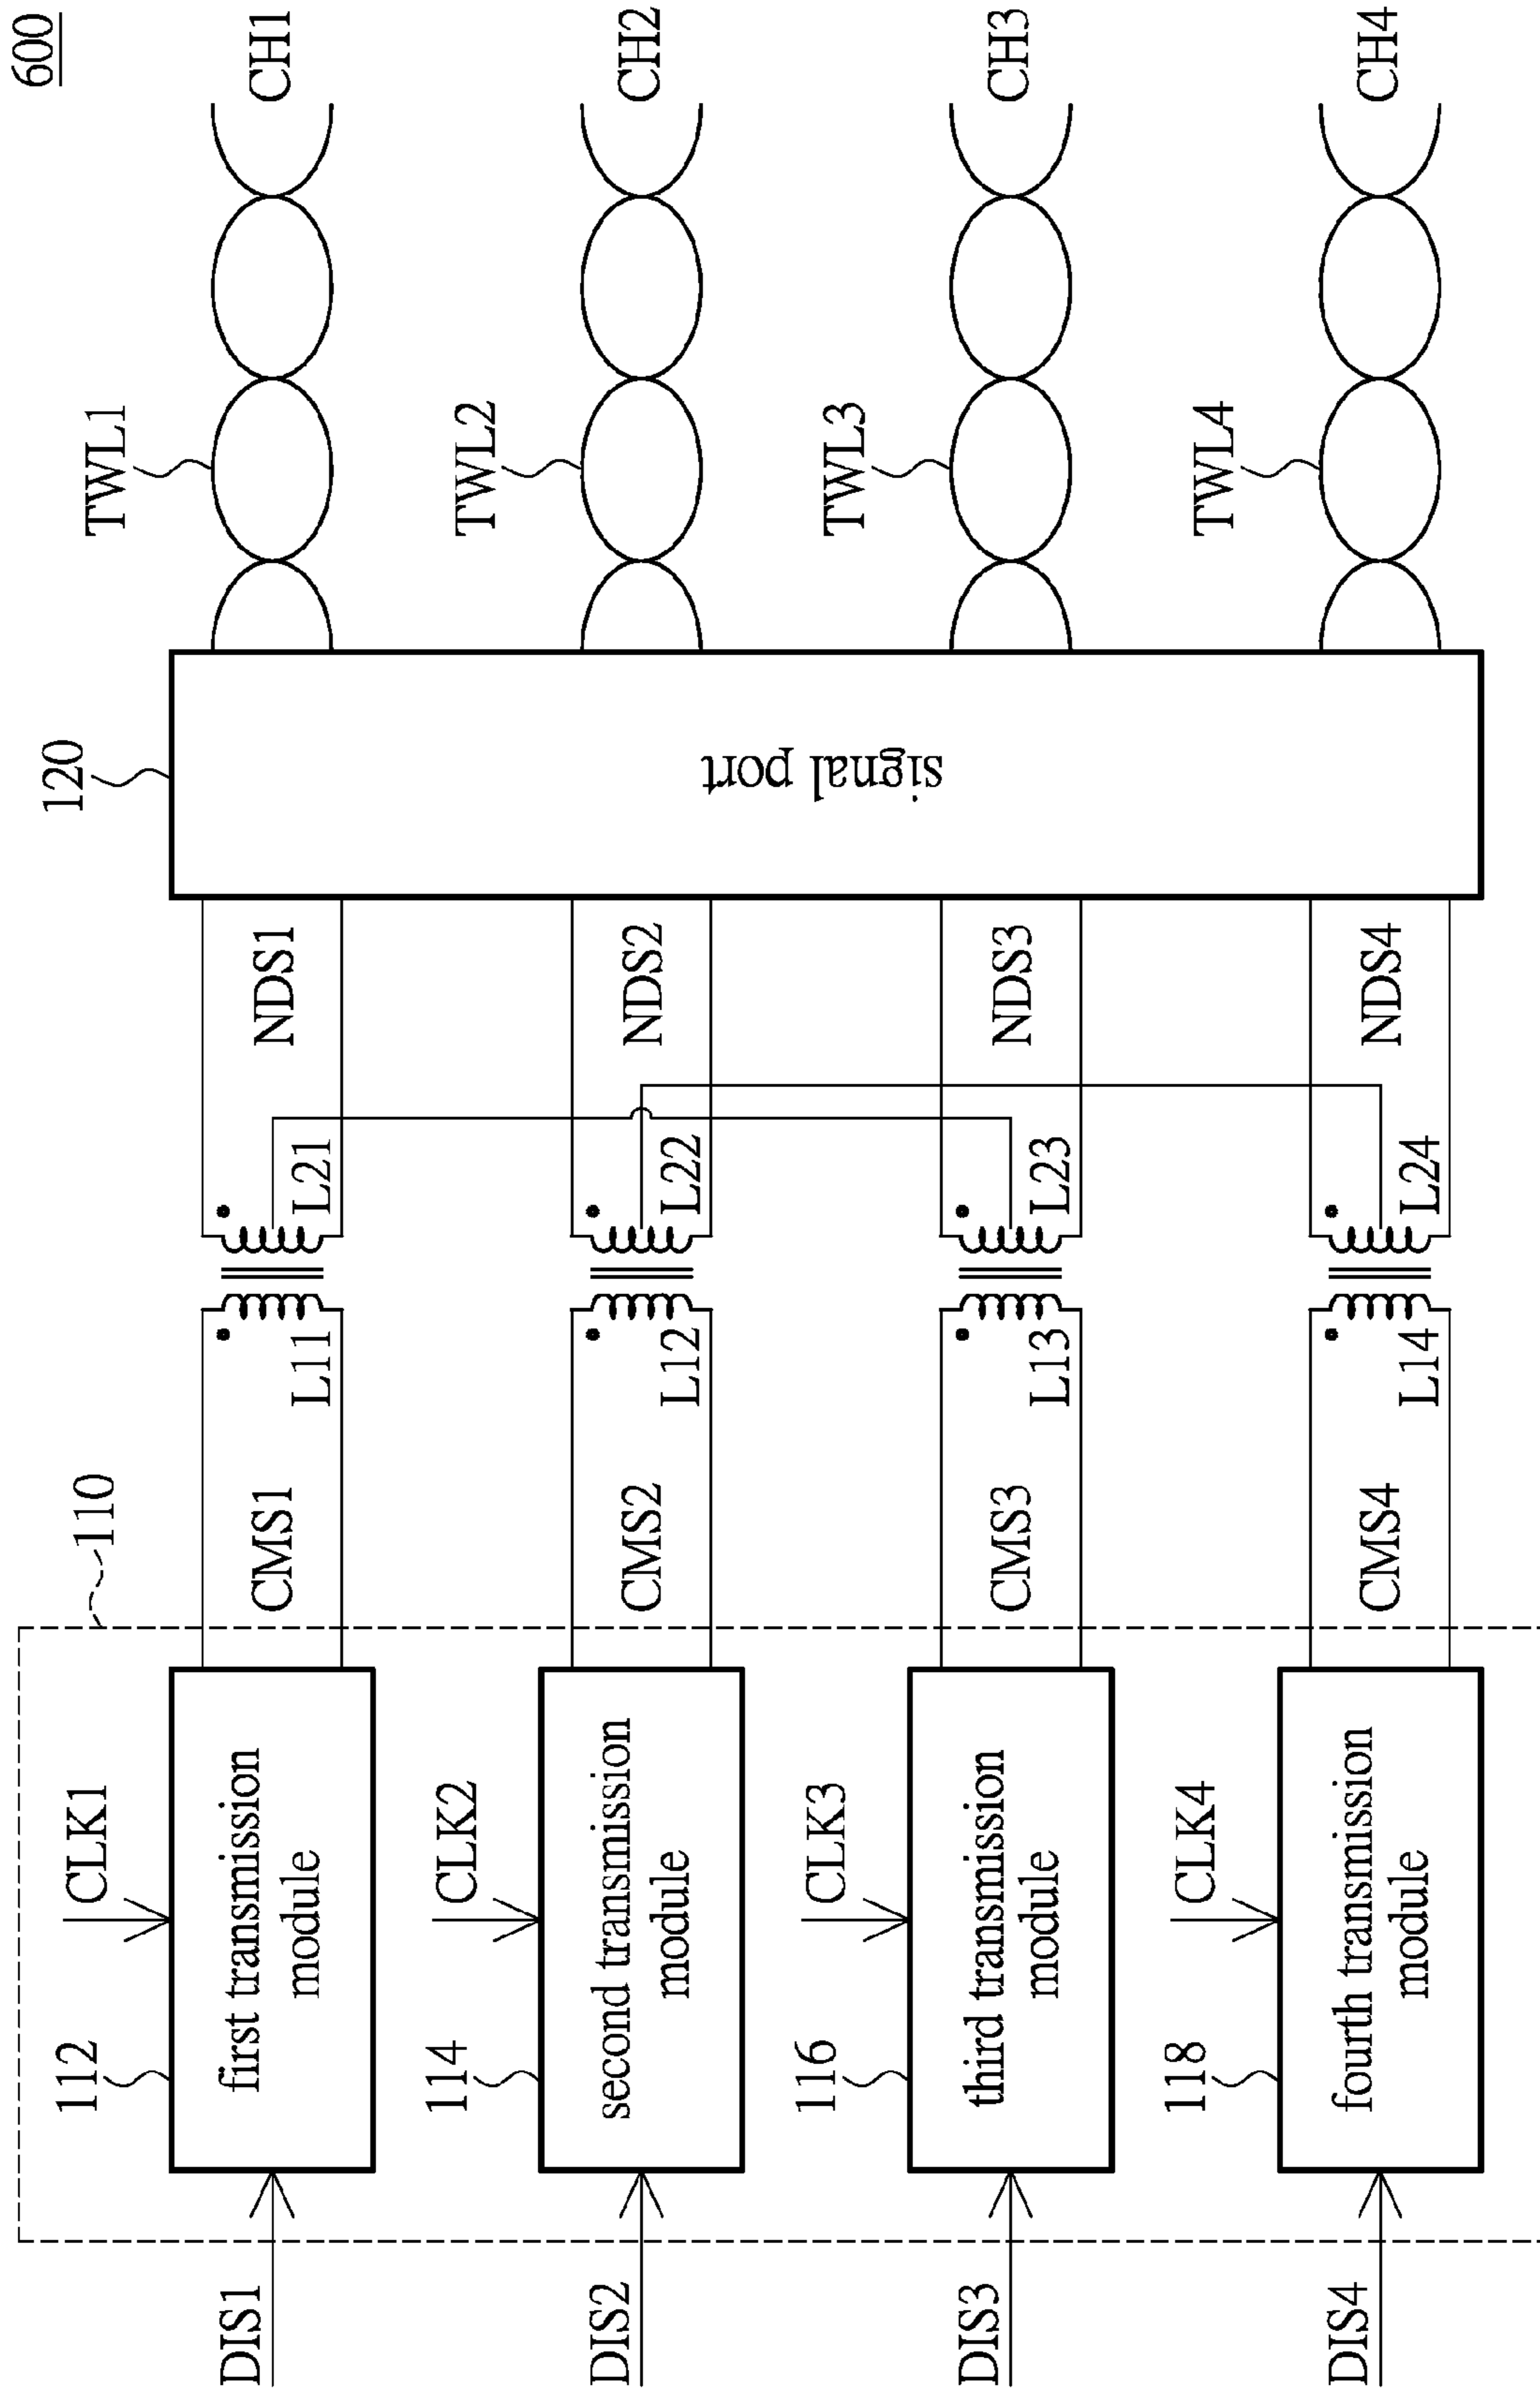 600
DIS1
112
CLK1
first transmission
module
110
CMS1
L11
L21
NDS1
120
signal port
TWL1
CH1
DIS2
114
CLK2
second transmission
module
CMS2
L12
L22
NDS2
TWL2
CH2
DIS3
116
CLK3
third transmission
module
CMS3
L13
L23
NDS3
TWL3
CH3
DIS4
118
CLK4
fourth transmission
module
CMS4
L14
L24
NDS4
TWL4
CH4